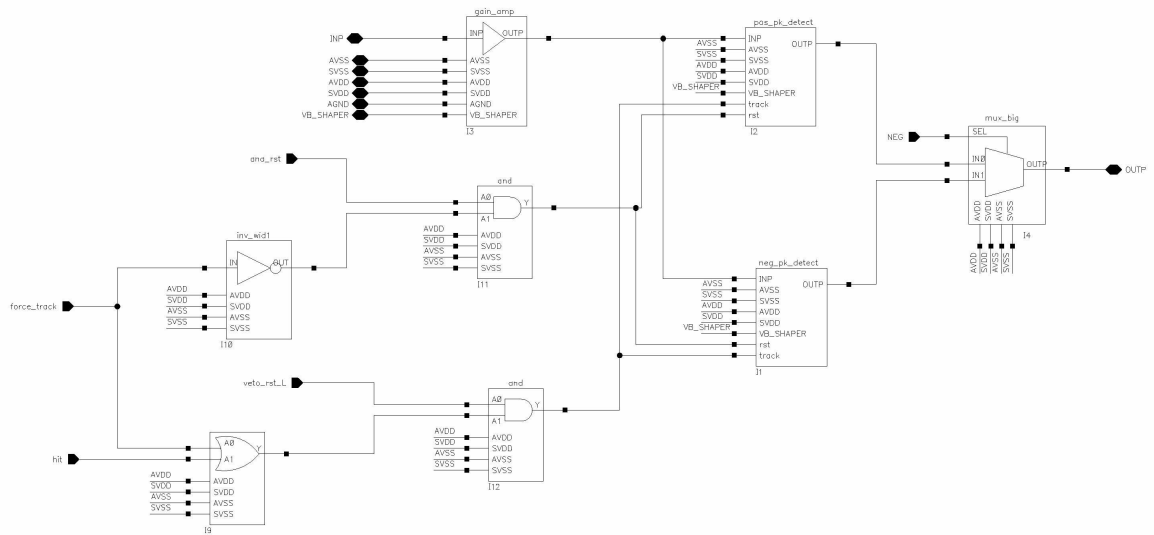 gain_amp
INP
INP
OUTP
AVSS
AVSS
SVSS
SVSS
AVDD
AVDD
SVDD
SVDD
AGND
AGND
VB_SHAPER
VB_SHAPER
I3
pos_pk_detect
INP
OUTP
AVSS
AVSS
SVSS
SVSS
AVDD
AVDD
SVDD
SVDD
VB_SHAPER
VB_SHAPER
track
rst
I2
mux_big
NEG
SEL
IN0
OUTP
OUTP
IN1
AVDD
SVDD
AVSS
SVSS
I4
AVDD
SVDD
AVSS
SVSS
ana_rst
and
A0
Y
A1
AVDD
AVDD
SVDD
SVDD
AVSS
AVSS
SVSS
SVSS
I11
inv_wid1
IN
OUT
AVDD
AVDD
SVDD
SVDD
AVSS
AVSS
SVSS
SVSS
I10
force_track
neg_pk_detect
INP
OUTP
AVSS
AVSS
SVSS
SVSS
AVDD
AVDD
SVDD
SVDD
VB_SHAPER
VB_SHAPER
rst
track
I1
veto_rst_L
and
A0
Y
A1
AVDD
AVDD
SVDD
SVDD
AVSS
AVSS
SVSS
SVSS
I12
hit
A0
Y
A1
AVDD
AVDD
SVDD
SVDD
AVSS
AVSS
SVSS
SVSS
I9